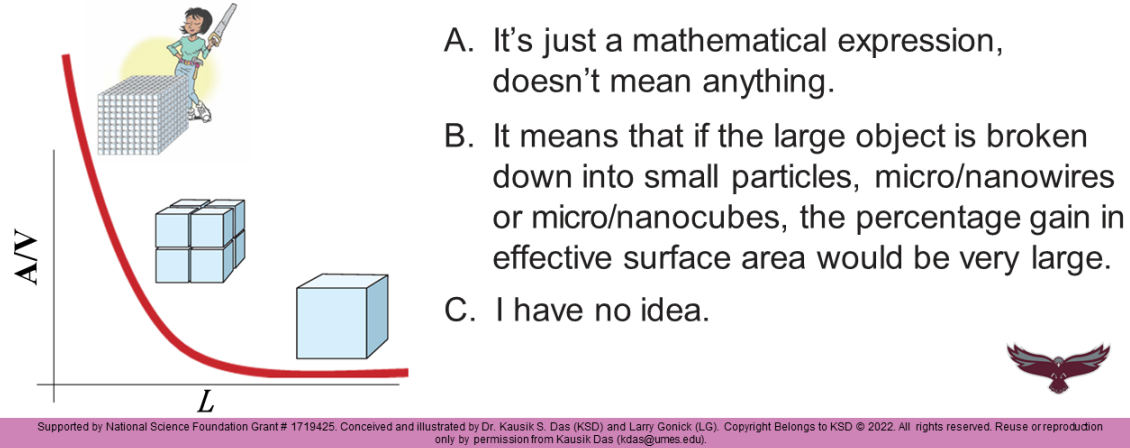 A/V
L
A. It’s just a mathematical expression,
doesn’t mean anything.
B. It means that if the large object is broken
down into small particles, micro/nanowires
or micro/nanocubes, the percentage gain in
effective surface area would be very large.
C. I have no idea.
Supported by National Science Foundation Grant # 1719425. Conceived and illustrated by Dr. Kausik S. Das (KSD) and Larry Gonick (LG). Copyright Belongs to KSD © 2022. All rights reserved. Reuse or reproduction
only by permission from Kausik Das (kdas@umes.edu).